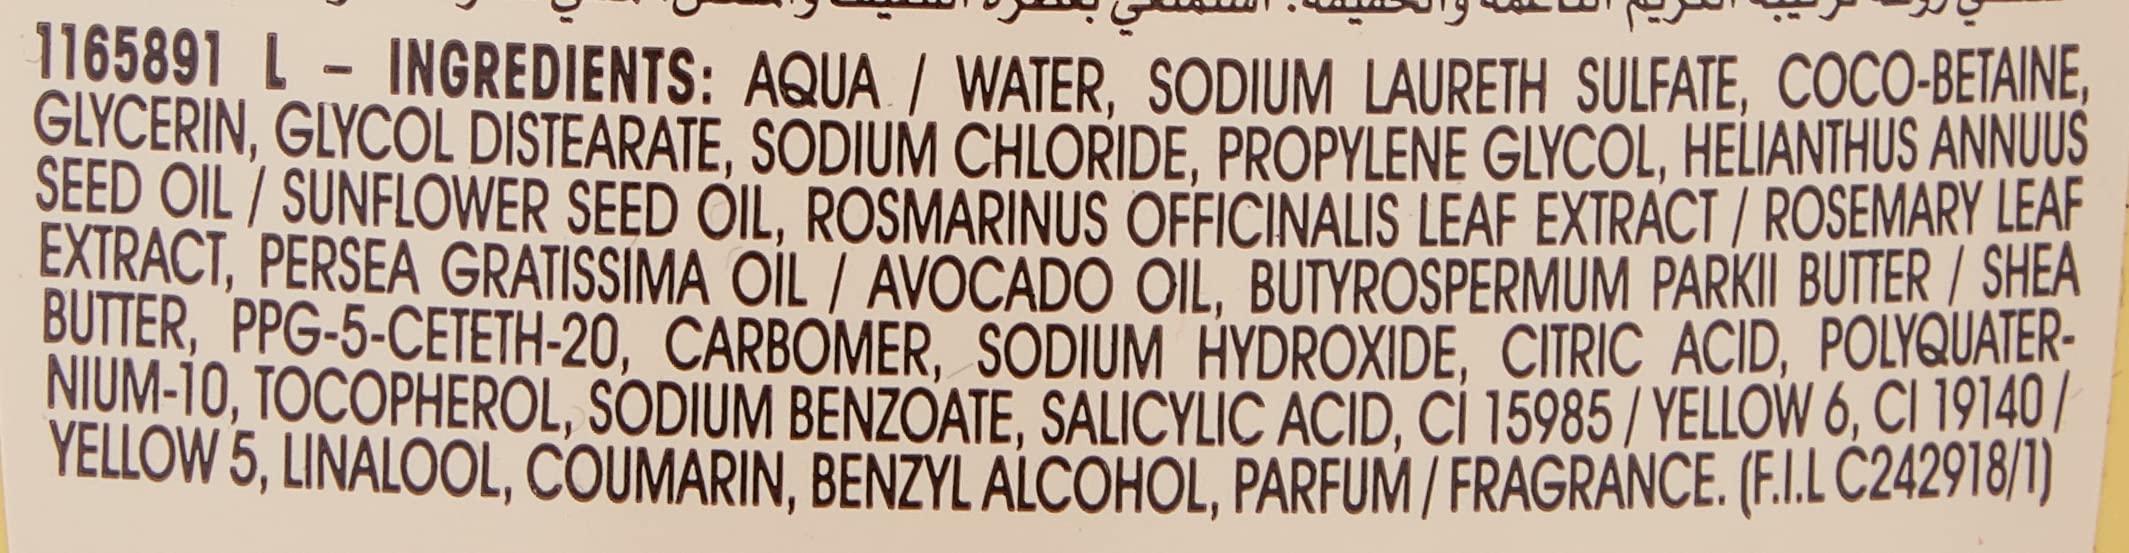 1165891 L – INGREDIENTS: AQUA / WATER, SODIUM LAURETH SULFATE, COCO-BETAINE,
GLYCERIN, GLYCOL DISTEARATE, SODIUM CHLORIDE, PROPYLENE GLYCOL, HELIANTHUS ANNUUS
SEED OIL / SUNFLOWER SEED OIL, ROSMARINUS OFFICINALIS LEAF EXTRACT / ROSEMARY LEAF
EXTRACT, PERSEA GRATISSIMA OIL / AVOCADO OIL, BUTYROSPERMUM PARKII BUTTER / SHEA
BUTTER, PPG-5-CETETH-20, CARBOMER, SODIUM HYDROXIDE, CITRIC ACID, POLYQUATER-
NIUM-10, TOCOPHEROL, SODIUM BENZOATE, SALICYLIC ACID, CI 15985 / YELLOW 6, CI 19140 /
YELLOW 5, LINALOOL, COUMARIN, BENZYL ALCOHOL, PARFUM / FRAGRANCE. (F.I.L C242918/1)